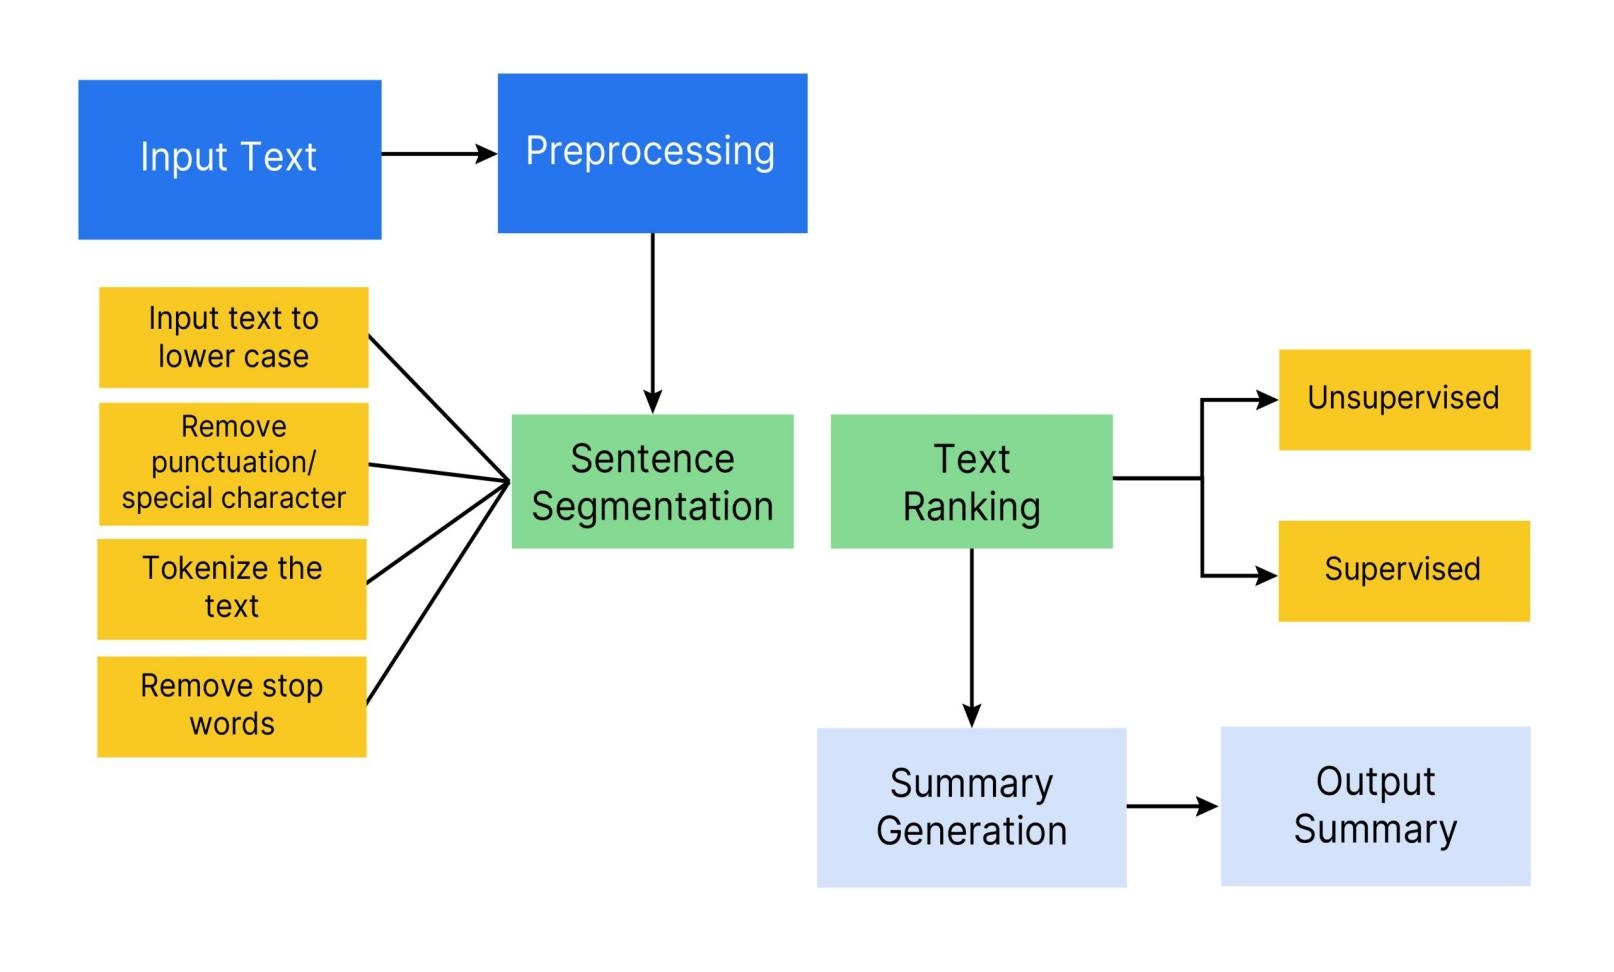 Input Text
Preprocessing
Input text to
lower case
Remove
punctuation/
special character
Tokenize the
text
Remove stop
words
Sentence
Segmentation
Text
Ranking
Unsupervised
Supervised
Summary
Generation
Output
Summary